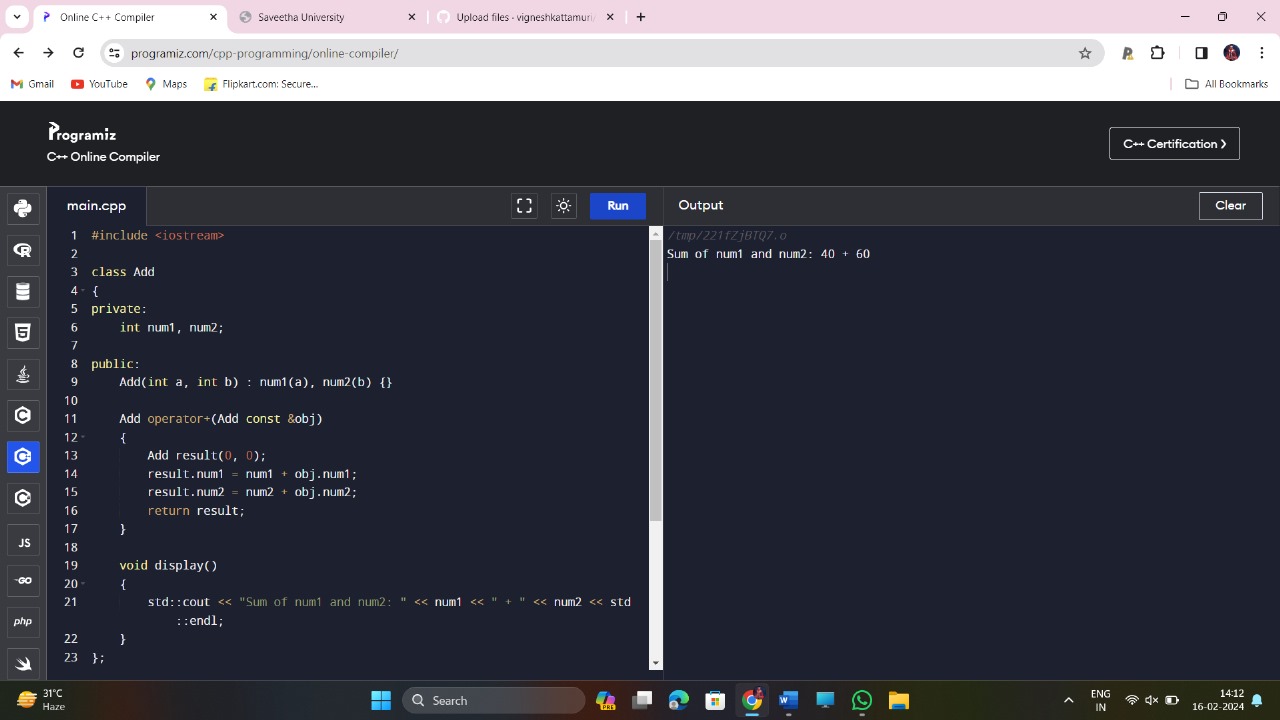 Online C++ Compiler
Saveetha University
Upload files · vigneshkattamuri
programiz.com/cpp-programming/online-compiler/
Gmail
YouTube
Maps
Flipkart.com: Secure...
All Bookmarks
Programiz
C++ Online Compiler
C++ Certification >
main.cpp
Run
Output
Clear
1 #include <iostream>
2
3 class Add
4 {
5 private:
6 int num1, num2;
7
8 public:
9 Add(int a, int b) : num1(a), num2(b) {}
10
11 Add operator+(Add const &obj)
12 {
13 Add result(0, 0);
14 result.num1 = num1 + obj.num1;
15 result.num2 = num2 + obj.num2;
16 return result;
17 }
18
19 void display()
20 {
21 std::cout << "Sum of num1 and num2: " << num1 << " + " << num2 << std
::endl;
22 }
23 };
/tmp/221fZjBTQ7.o
Sum of num1 and num2: 40 + 60
R
5
JS
GO
php
31°C
Haze
Search
PRE
W
ENG
IN
14:12
16-02-2024